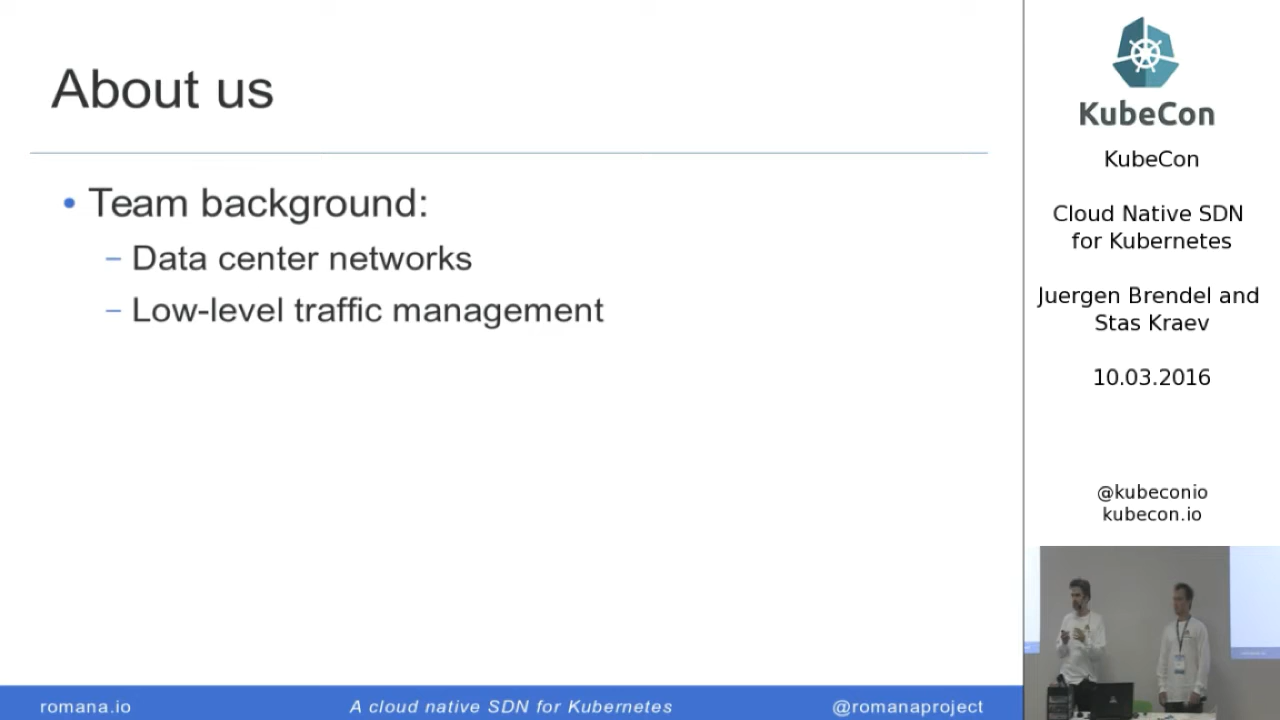 About us
• Team background:
– Data center networks
– Low-level traffic management
romana.io
A cloud native SDN for Kubernetes
@romanaproject
KubeCon
KubeCon
Cloud Native SDN
for Kubernetes
Juergen Brendel and
Stas Kraev
10.03.2016
@kubeconio
kubecon.io